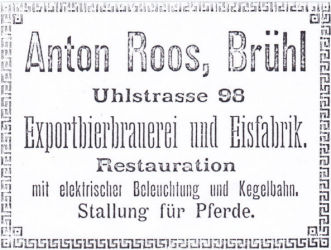 Anton Roos, Brühl
Uhlstrasse 98
Exportbierbrauerei und Eisfabrik.
Restauration
mit elektrischer Beleuchtung und Kegelbahn.
Stallung für Pferde.